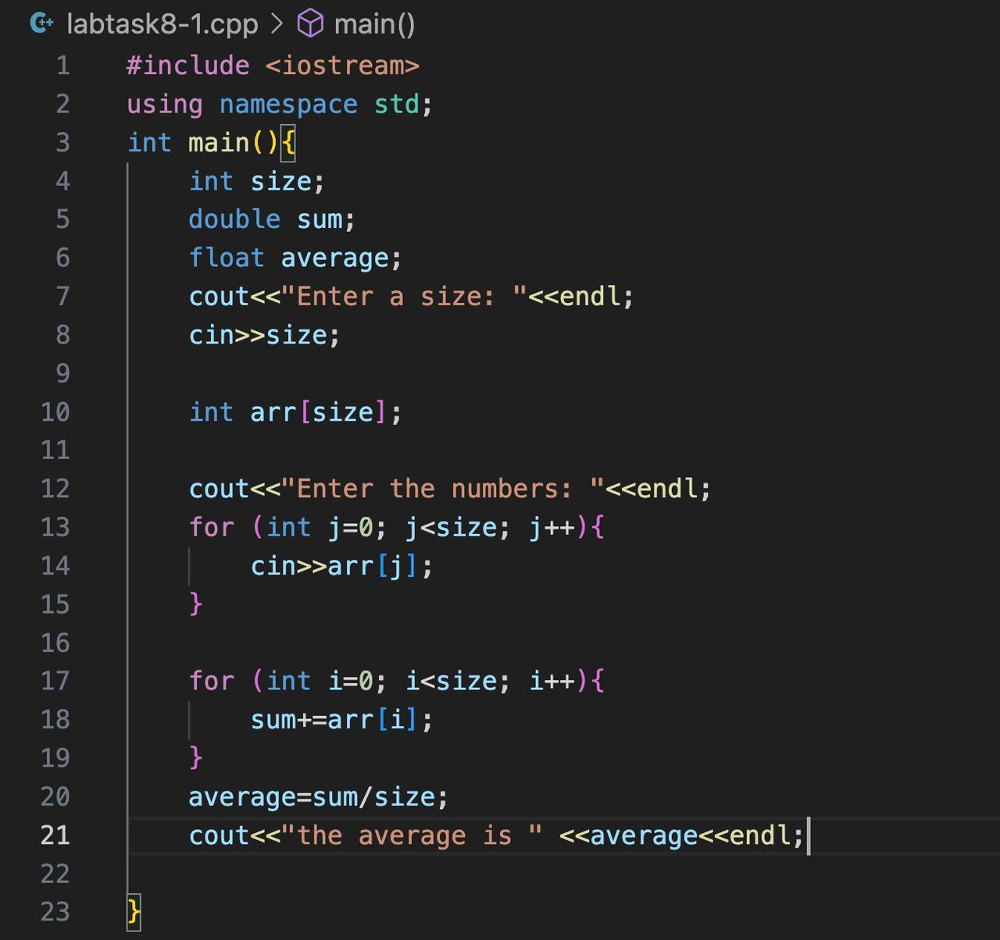 labtask8-1.cpp > main()
1 #include <iostream>
2 using namespace std;
3 int main(){
4     int size;
5     double sum;
6     float average;
7     cout<<"Enter a size: "<<endl;
8     cin>>size;
9
10     int arr[size];
11
12     cout<<"Enter the numbers: "<<endl;
13     for (int j=0; j<size; j++){
14         cin>>arr[j];
15     }
16
17     for (int i=0; i<size; i++){
18         sum+=arr[i];
19     }
20     average=sum/size;
21     cout<<"the average is " <<average<<endl;
22
23 }